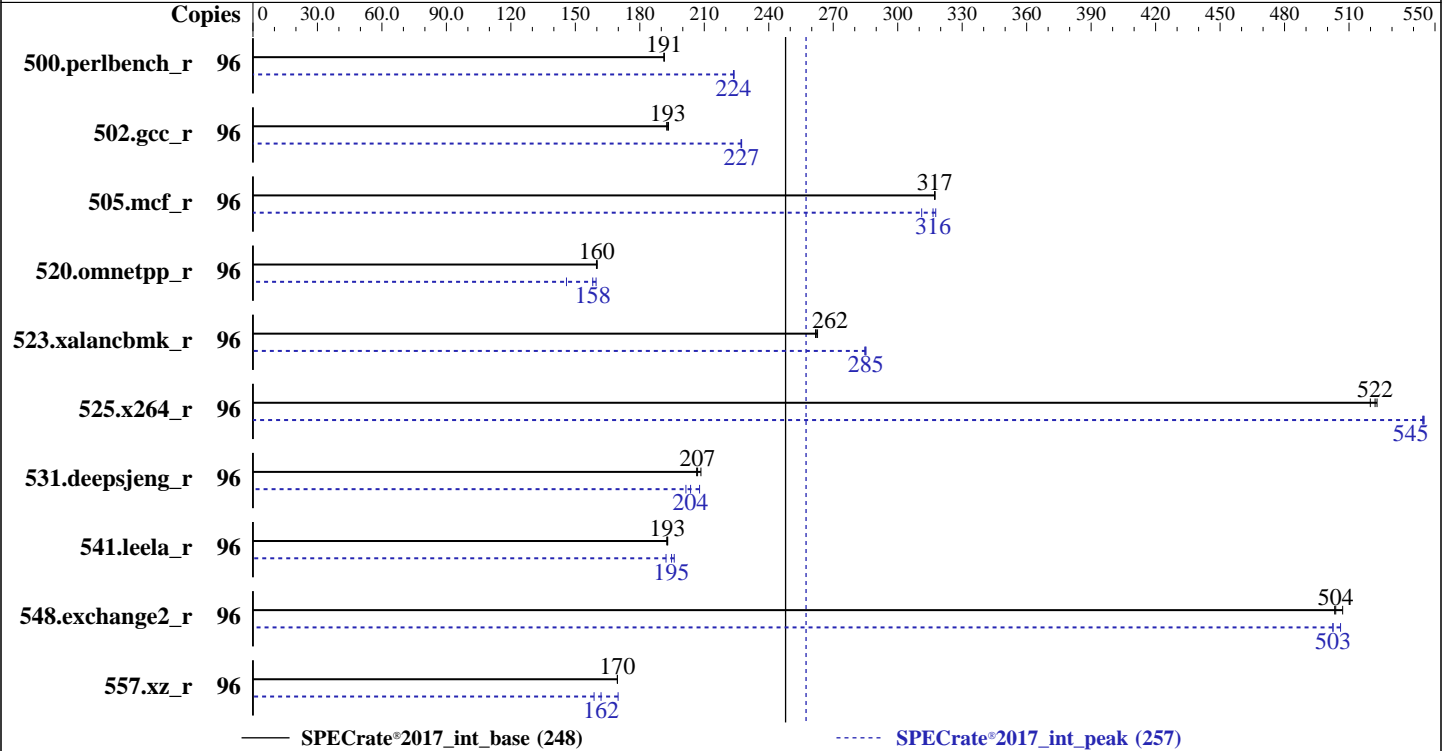 Copies 0 30.0 60.0 90.0 120 150 180 210 240 270 300 330 360 390 420 450 480 510 550
191
500.perlbench_r 96
224
193
502.gcc_r 96
227
317
505.mcf_r 96
316
160
520.omnetpp_r 96
158
262
523.xalancbmk_r 96
285
522
525.x264_r 96
545
207
531.deepsjeng_r 96
204
193
541.leela_r 96
195
504
548.exchange2_r 96
503
170
557.xz_r 96
162
SPECrate®2017_int_base (248) SPECrate®2017_int_peak (257)